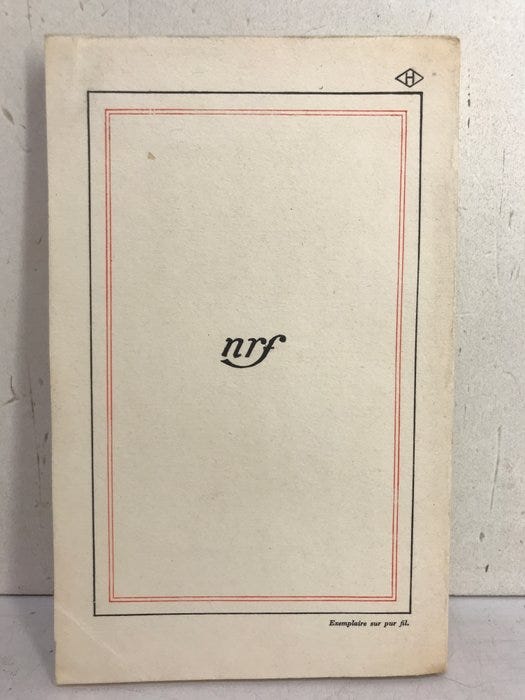 H
nrf
Exemplaire sur pur fil.